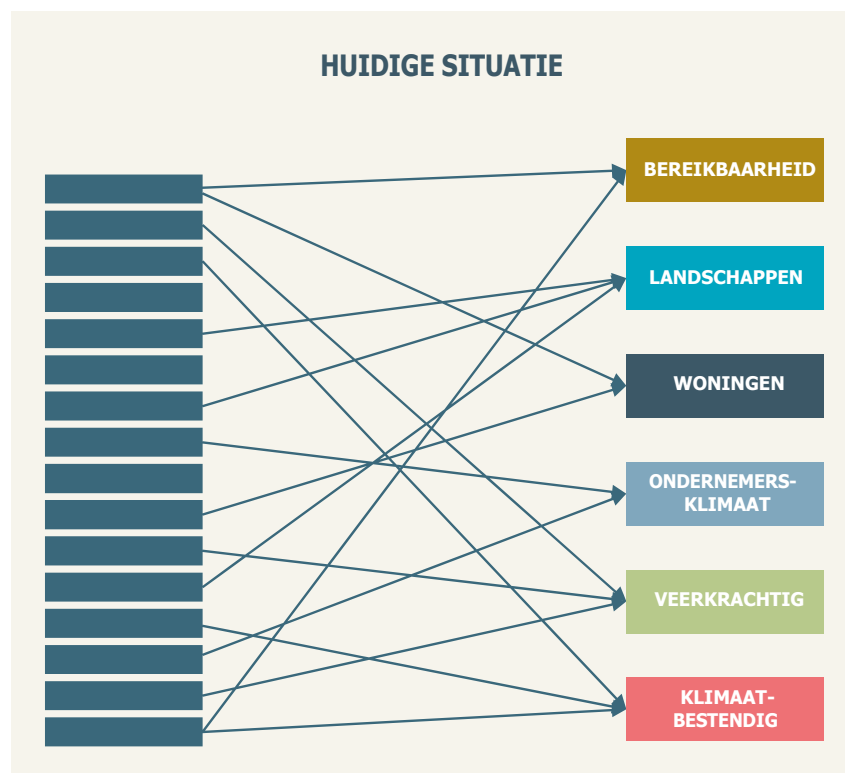 HUIDIGE SITUATIE
BEREIKBAARHEID
LANDSCHAPPEN
WONINGEN
ONDERNEMERS-
KLIMAAT
VEERKRACHTIG
KLIMAAT-
BESTENDIG